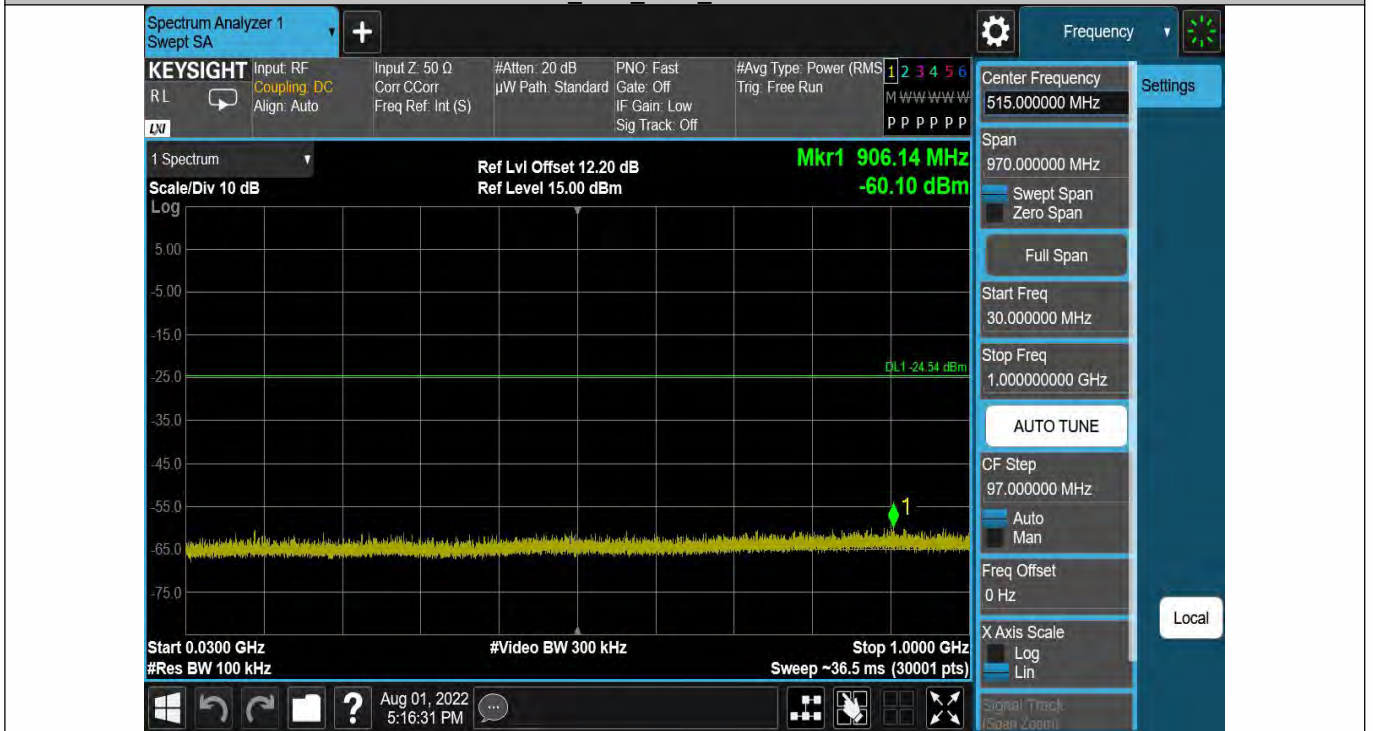 Spectrum Analyzer 1
Swept SA
Frequency
KEYSIGHT
R L
LXI
Input: RF
Coupling: DC
Align: Auto
Input Z: 50 Ω
Corr CCorr
Freq Ref: Int (S)
#Atten: 20 dB
µW Path: Standard
PNO: Fast
Gate: Off
IF Gain: Low
Sig Track: Off
#Avg Type: Power (RMS
Trig: Free Run
1 2 3 4 5 6
M W W W W W
P P P P P P
1 Spectrum
Scale/Div 10 dB
Log
Ref Lvl Offset 12.20 dB
Ref Level 15.00 dBm
Mkr1 906.14 MHz
-60.10 dBm
5.00
-5.00
-15.0
-25.0
-35.0
-45.0
-55.0
-65.0
-75.0
DL1 -24.54 dBm
1
Start 0.0300 GHz
#Res BW 100 kHz
#Video BW 300 kHz
Stop 1.0000 GHz
Sweep ~36.5 ms (30001 pts)
Center Frequency
515.000000 MHz
Span
970.000000 MHz
Swept Span
Zero Span
Full Span
Start Freq
30.000000 MHz
Stop Freq
1.000000000 GHz
AUTO TUNE
CF Step
97.000000 MHz
Auto
Man
Freq Offset
0 Hz
X Axis Scale
Log
Lin
Signal Track
(Span Zoom)
Settings
Local
?
Aug 01, 2022
5:16:31 PM